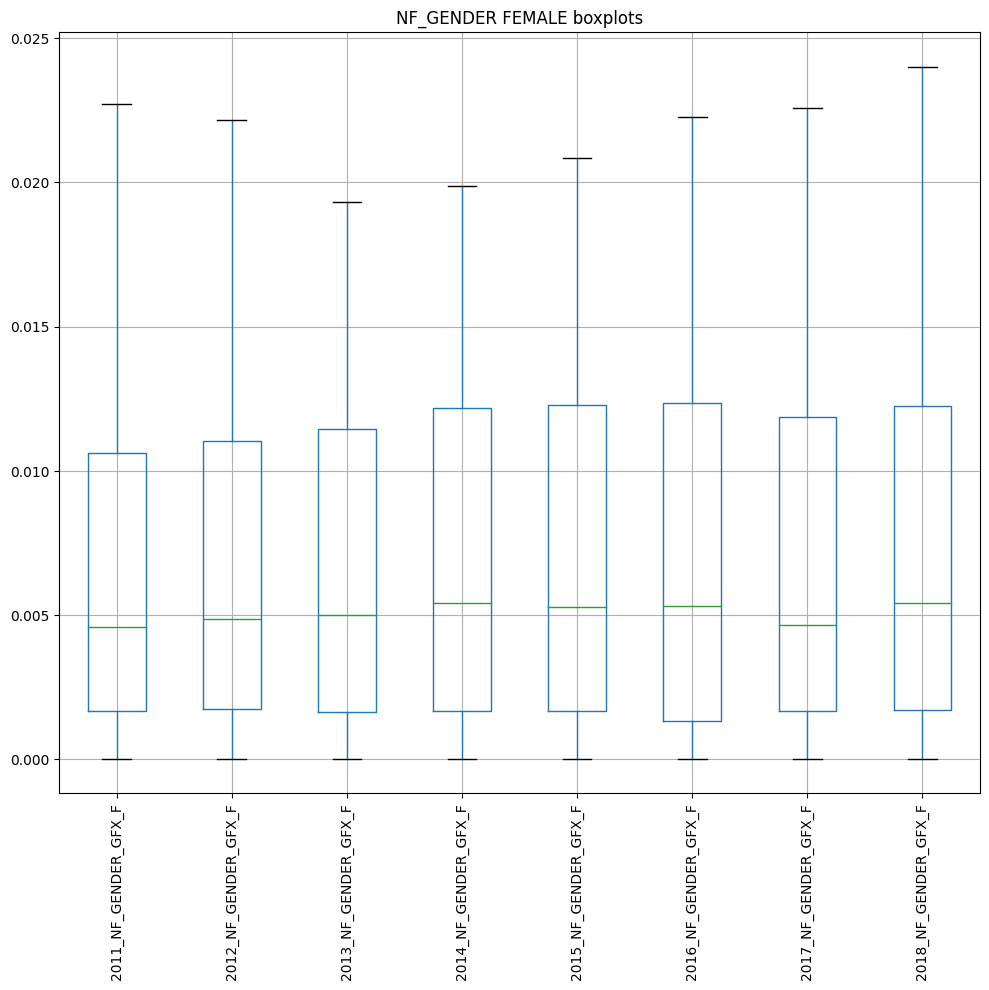 NF_GENDER FEMALE boxplots
0.025
0.020
0.015
0.010
0.005
0.000
2011_NF_GENDER_GFX_F
2012_NF_GENDER_GFX_F
2013_NF_GENDER_GFX_F
2014_NF_GENDER_GFX_F
2015_NF_GENDER_GFX_F
2016_NF_GENDER_GFX_F
2017_NF_GENDER_GFX_F
2018_NF_GENDER_GFX_F